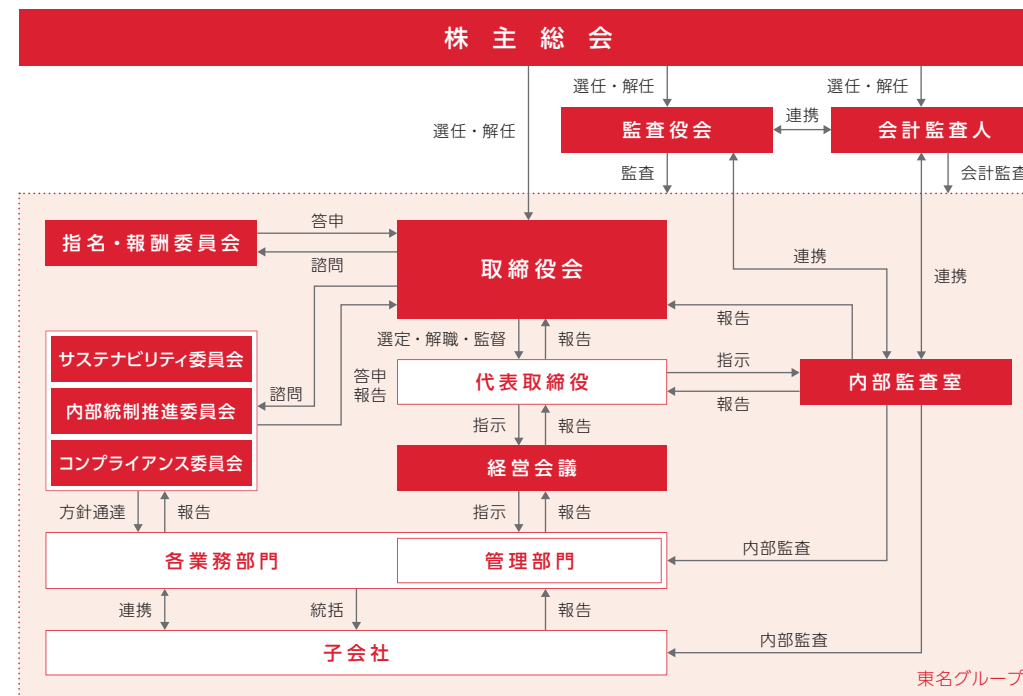 株主総会
選任・解任
選任・解任
選任・解任
監査役会
連携
会計監査人
監査
会計監査
指名・報酬委員会
答申
諮問
取締役会
連携
連携
報告
選定・解職・監督
報告
サステナビリティ委員会
内部統制推進委員会
コンプライアンス委員会
諮問
答申
報告
代表取締役
指示
報告
内部監査室
指示
報告
経営会議
方針通達
報告
指示
報告
各業務部門
管理部門
内部監査
連携
統括
報告
子会社
内部監査
東名グループ